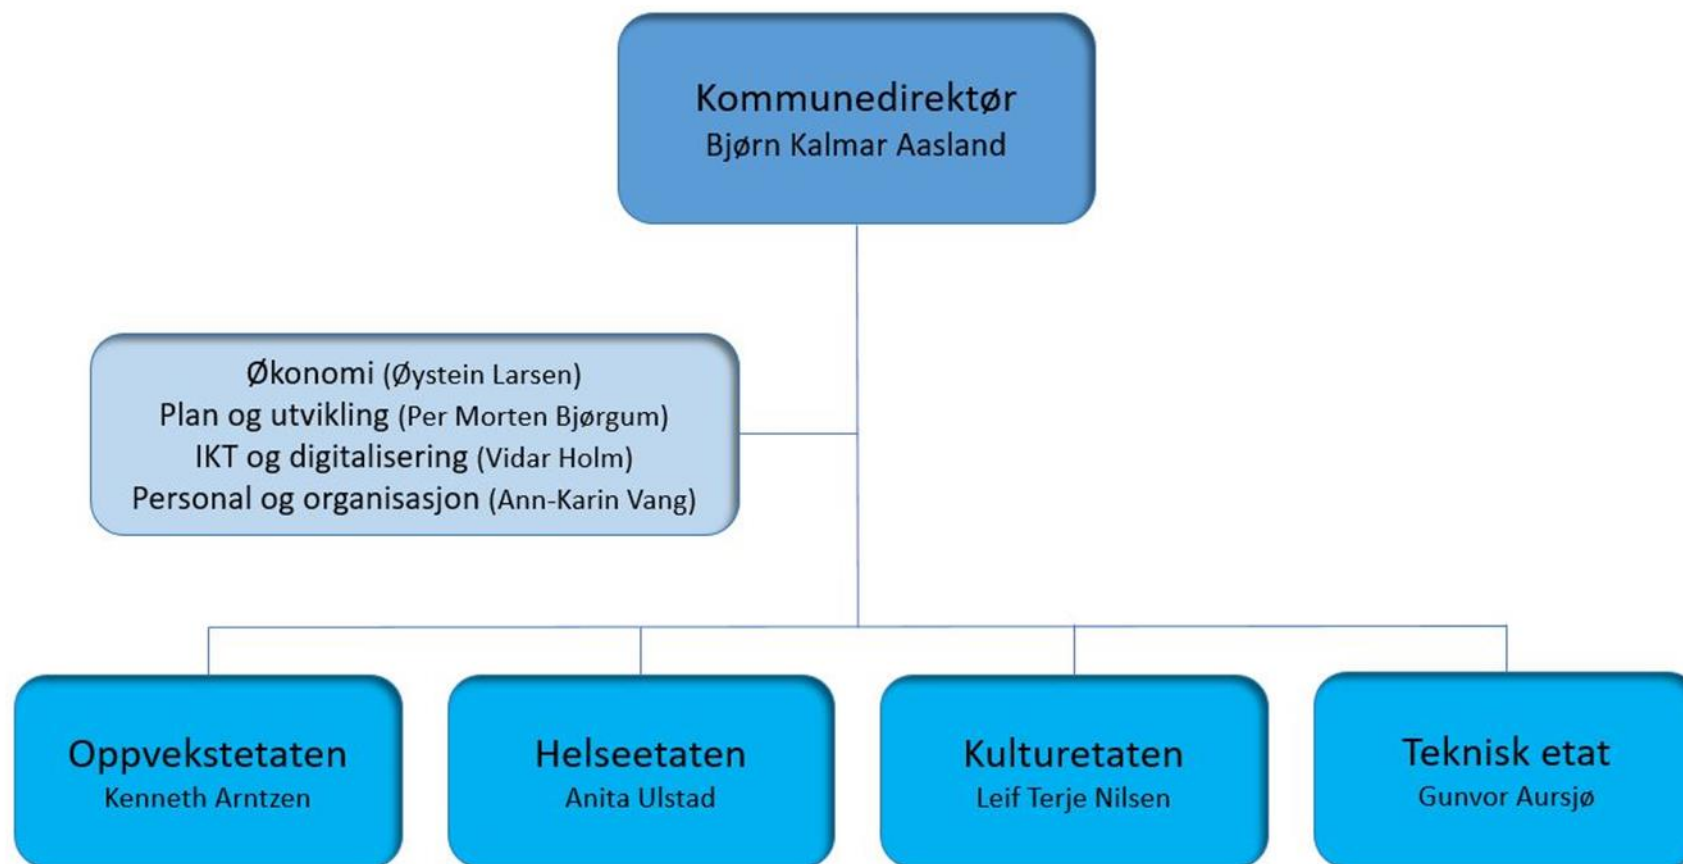 Kommunedirektør
Bjørn Kalmar Aasland
Økonomi (Øystein Larsen)
Plan og utvikling (Per Morten Bjørgum)
IKT og digitalisering (Vidar Holm)
Personal og organisasjon (Ann-Karin Vang)
Oppvekstetaten
Kenneth Arntzen
Helseetaten
Anita Ulstad
Kulturetaten
Leif Terje Nilsen
Teknisk etat
Gunvor Aursjø